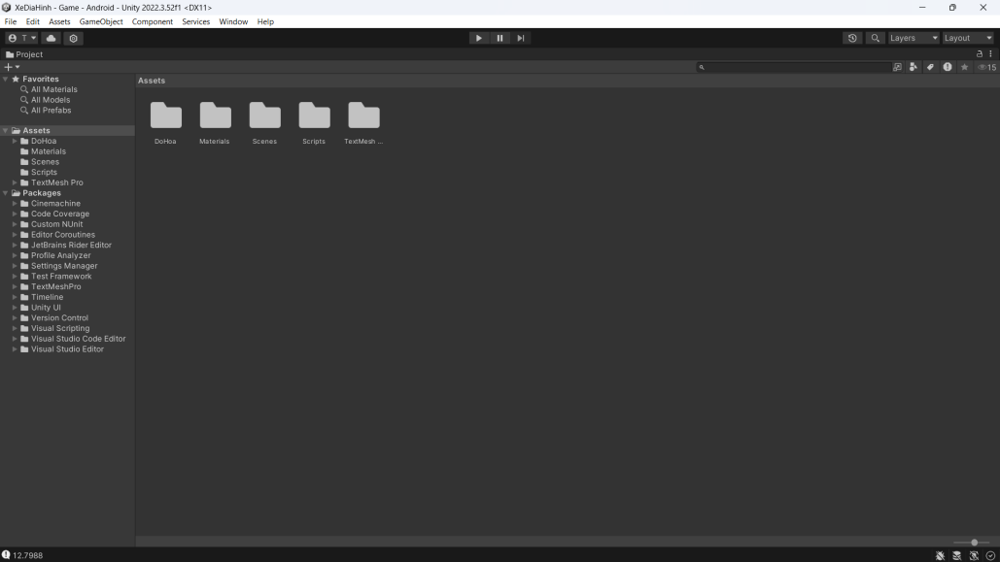 XeDiaHinh - Game - Android - Unity 2022.3.52f1 <DX11>
File Edit Assets GameObject Component Services Window Help
T Layers Layout
Project
15
Favorites
All Materials
All Models
All Prefabs
Assets
DoHoa
Materials
Scenes
Scripts
TextMesh Pro
Packages
Cinemachine
Code Coverage
Custom NUnit
Editor Coroutines
JetBrains Rider Editor
Profile Analyzer
Settings Manager
Test Framework
TextMeshPro
Timeline
Unity UI
Version Control
Visual Scripting
Visual Studio Code Editor
Visual Studio Editor
Assets
DoHoa Materials Scenes Scripts TextMesh ...
12.7988